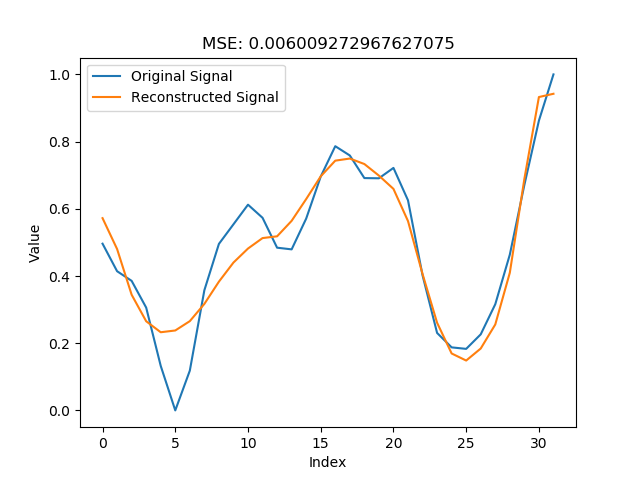 MSE: 0.006009272967627075
Original Signal
Reconstructed Signal
1.0
0.8
0.6
0.4
0.2
0.0
Value
0 5 10 15 20 25 30
Index